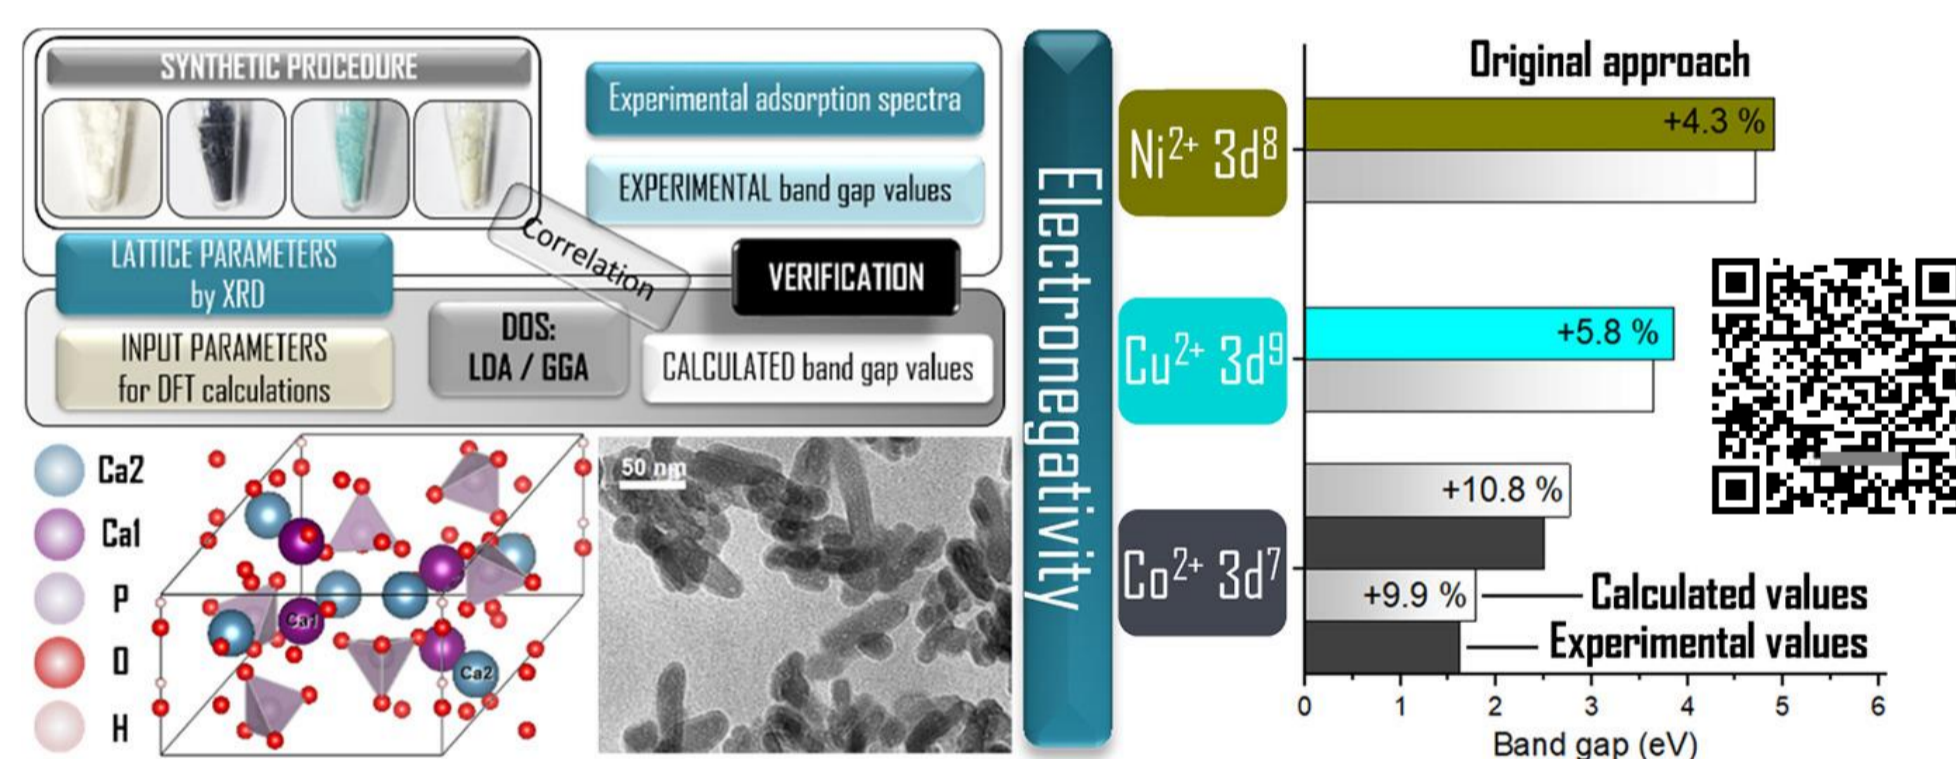 SYNTHETIC PROCEDURE
Experimental adsorption spectra
EXPERIMENTAL band gap values
Correlation
LATTICE PARAMETERS
by XRD
VERIFICATION
INPUT PARAMETERS
for DFT calculations
DOS:
LDA / GGA
CALCULATED band gap values
Ca2
Ca1
P
O
H
Ca1
Ca2
50 nm
Electronegativity
Original approach
Ni²⁺ 3d⁸
+4.3 %
Cu²⁺ 3d⁹
+5.8 %
Co²⁺ 3d⁷
+10.8 %
+9.9 %
Calculated values
Experimental values
0 1 2 3 4 5 6
Band gap (eV)